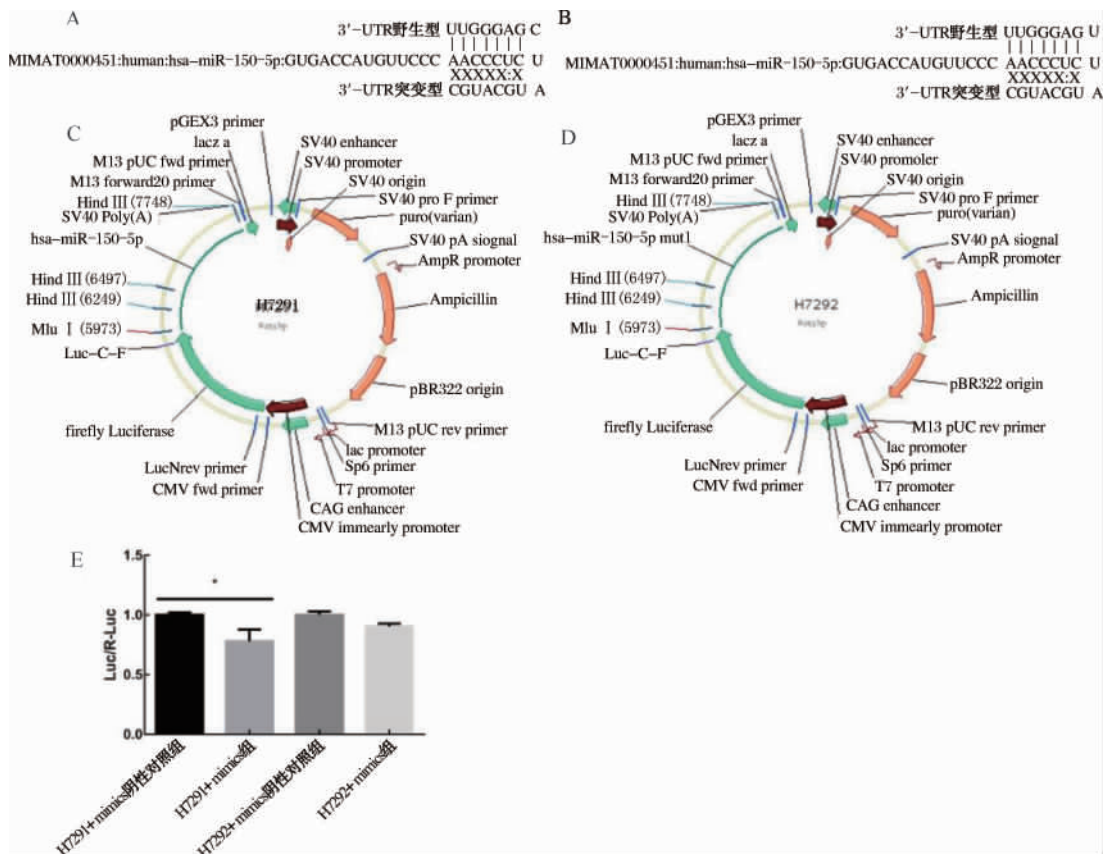 A
3′-UTR野生型 UUGGGAG C
MIMAT0000451:human:hsa-miR-150-5p:GUGACCAUGUUCCC AACCCUC U
XXXXX:X
3′-UTR突变型 CGUACGU A
B
3′-UTR野生型 UUGGGAG U
MIMAT0000451:human:hsa-miR-150-5p:GUGACCAUGUUCCC AACCCUC U
XXXXX:X
3′-UTR突变型 CGUACGU A
C
pGEX3 primer
lacz a
M13 pUC fwd primer
M13 forward20 primer
Hind III (7748)
SV40 Poly(A)
hsa-miR-150-5p
Hind III (6497)
Hind III (6249)
Mlu I (5973)
Luc-C-F
firefly Luciferase
LucNrev primer
CMV fwd primer
SV40 enhancer
SV40 promoter
SV40 origin
SV40 pro F primer
puro(varian)
SV40 pA siognal
AmpR promoter
Ampicillin
pBR322 origin
M13 pUC rev primer
lac promoter
Sp6 primer
T7 promoter
CAG enhancer
CMV immearly promoter
H7291
D
pGEX3 primer
lacz a
M13 pUC fwd primer
M13 forward20 primer
Hind III (7748)
SV40 Poly(A)
hsa-miR-150-5p mut1
Hind III (6497)
Hind III (6249)
Mlu I (5973)
Luc-C-F
firefly Luciferase
LucNrev primer
CMV fwd primer
SV40 enhancer
SV40 promoler
SV40 origin
SV40 pro F primer
puro(varian)
SV40 pA siognal
AmpR promoter
Ampicillin
pBR322 origin
M13 pUC rev primer
lac promoter
Sp6 primer
T7 promoter
CAG enhancer
CMV immearly promoter
H7292
E
Luc/R-Luc
1.5
1.0
0.5
0.0
*
H7291+mimics阴性对照组
H7291+mimics组
H7292+mimics阴性对照组
H7292+mimics组